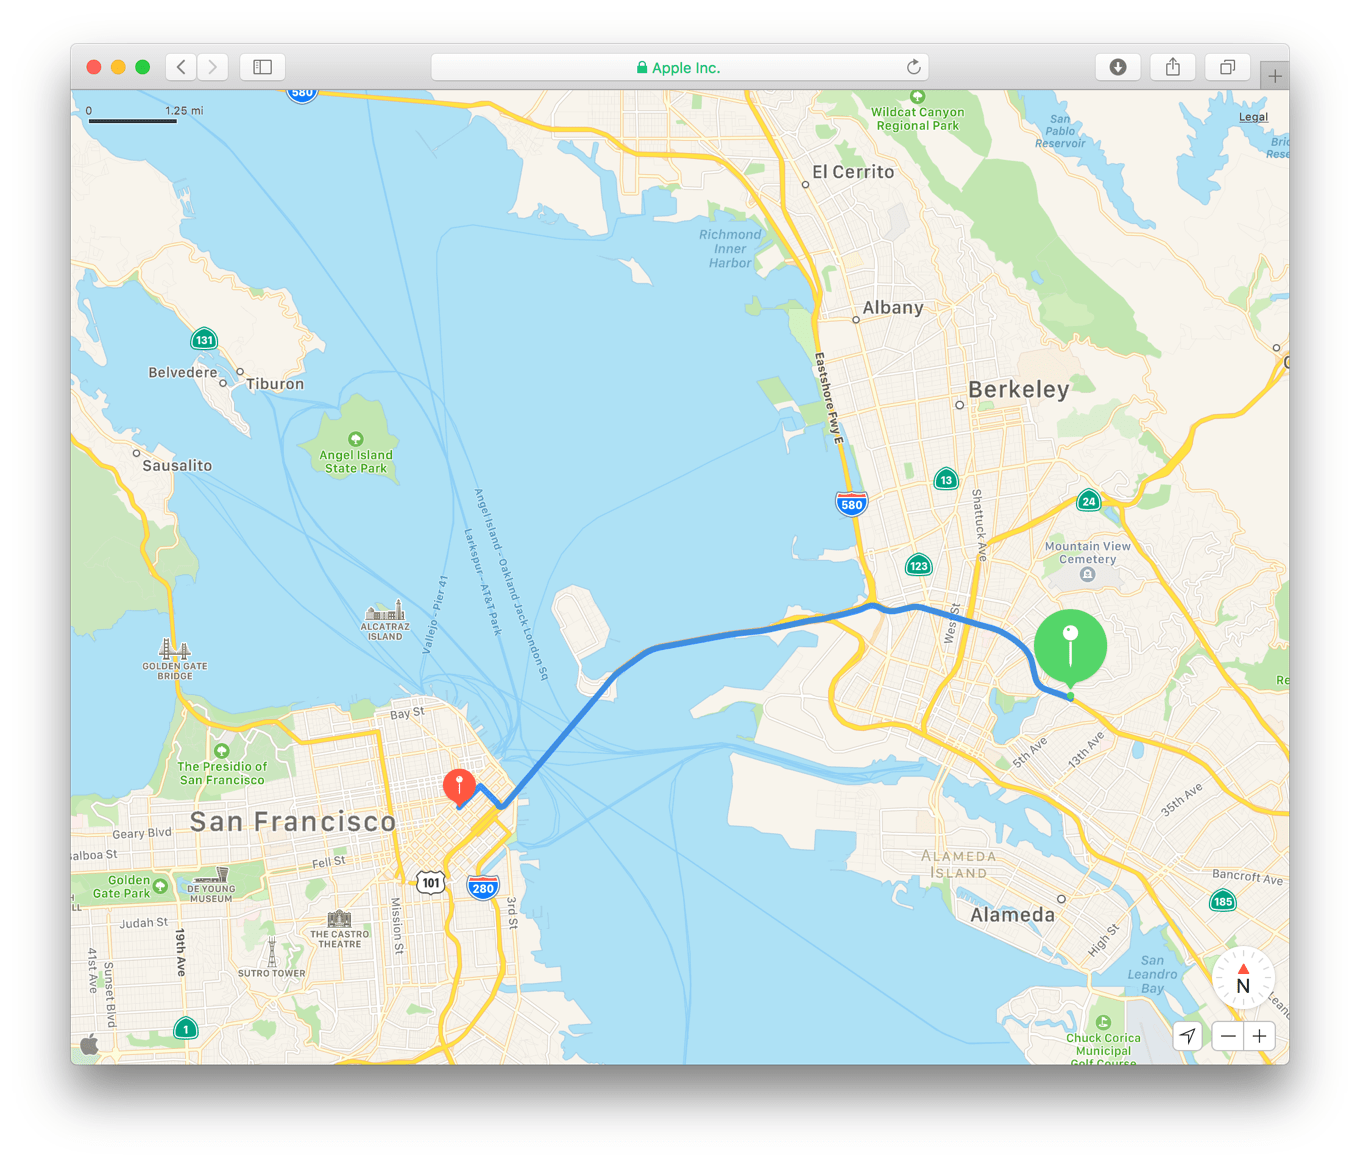 Apple Inc.
580
0 1.25 mi
Legal
Wildcat Canyon
Regional Park
San
Pablo
Reservoir
El Cerrito
Richmond
Inner
Harbor
Albany
131
Belvedere
Tiburon
Eastshore Fwy E
Berkeley
Angel Island
State Park
Sausalito
13
24
580
Shattuck Ave
Angel Island - Oakland Jack London Sq
Larkspur - AT&T Park
Vallejo - Pier 41
Mountain View
Cemetery
123
ALCATRAZ
ISLAND
West St
GOLDEN GATE
BRIDGE
Re
Bay St
The Presidio of
San Francisco
5th Ave
13th Ave
35th Ave
San Francisco
Geary Blvd
alboa St
Fell St
ALAMEDA
ISLAND
Golden
Gate Park
DE YOUNG
MUSEUM
101
280
Bancroft Ave
185
Judah St
THE CASTRO
THEATRE
Mission St
3rd St
Alameda
High St
19th Ave
41st Ave
Sunset Blvd
SUTRO TOWER
San
Leandro
Bay
N
1
Chuck Corica
Municipal
Golf Course